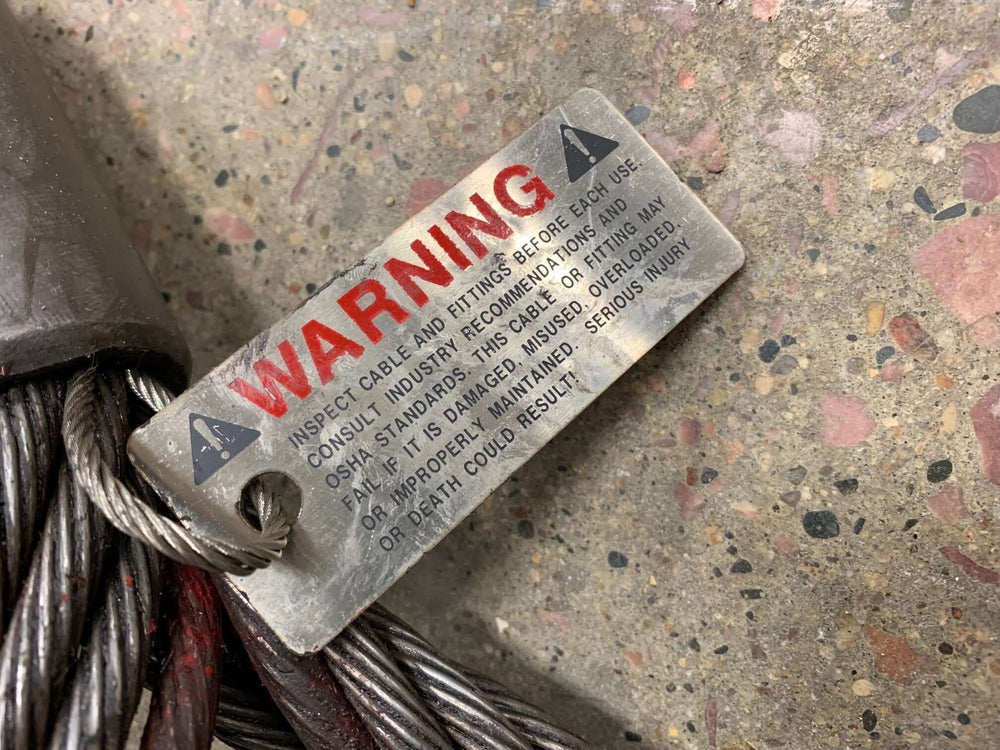 WARNING
INSPECT CABLE AND FITTINGS BEFORE EACH USE.
CONSULT INDUSTRY RECOMMENDATIONS AND
OSHA STANDARDS. THIS CABLE OR FITTING MAY
FAIL IF IT IS DAMAGED, MISUSED, OVERLOADED,
OR IMPROPERLY MAINTAINED. SERIOUS INJURY
OR DEATH COULD RESULT!